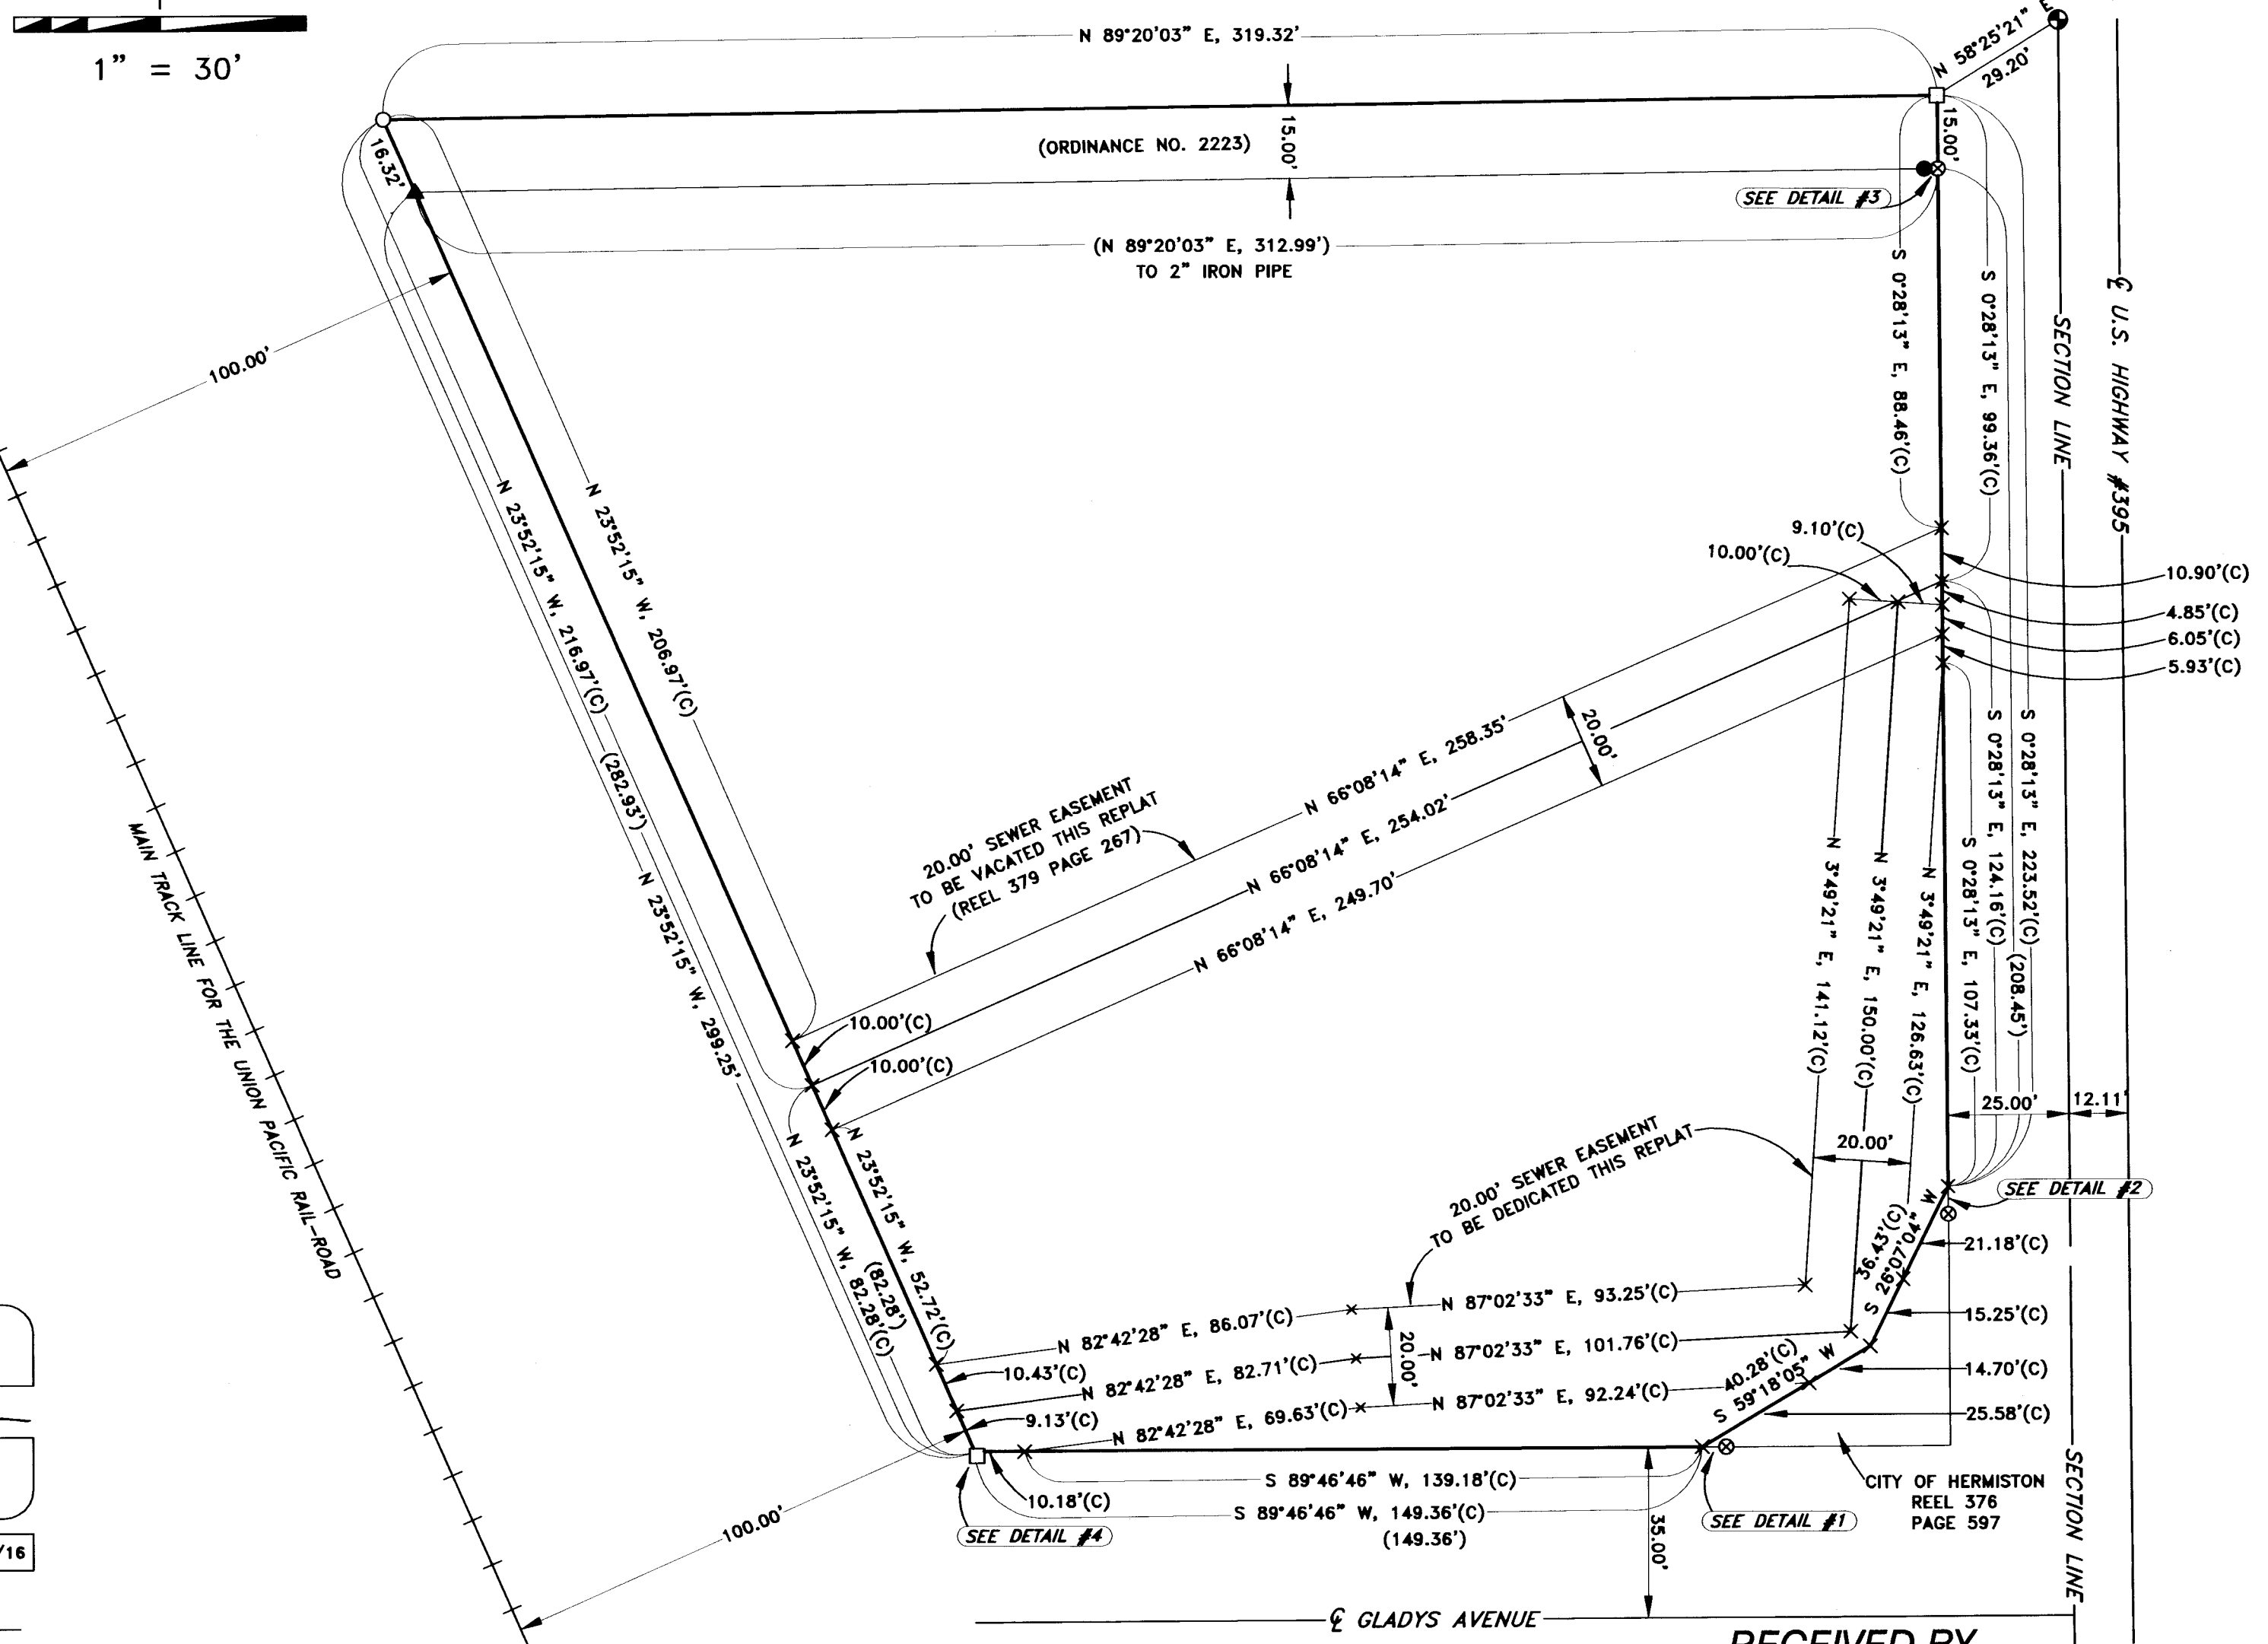 1" = 30'
N 89°20'03" E, 319.32'
N 58°25'21" E
29.20'
16.32'
(ORDINANCE NO. 2223)
15.00'
15.00'
SEE DETAIL #3
(N 89°20'03" E, 312.99')
TO 2" IRON PIPE
100.00'
S 0°28'13" E, 88.46'(C)
S 0°28'13" E, 99.36'(C)
SECTION LINE
℄ U.S. HIGHWAY #395
N 23°52'15" W, 216.97'(C)
N 23°52'15" W, 206.97'(C)
(282.93')
N 23°52'15" W, 299.25'
9.10'(C)
10.00'(C)
10.90'(C)
4.85'(C)
6.05'(C)
5.93'(C)
20.00'
N 66°08'14" E, 258.35'
N 66°08'14" E, 254.02'
N 66°08'14" E, 249.70'
20.00' SEWER EASEMENT
TO BE VACATED THIS REPLAT
(REEL 379 PAGE 267)
MAIN TRACK LINE FOR THE UNION PACIFIC RAIL-ROAD
10.00'(C)
10.00'(C)
N 3°49'21" E, 141.12'(C)
N 3°49'21" E, 150.00'(C)
N 3°49'21" E, 126.63'(C)
S 0°28'13" E, 107.33'(C)
S 0°28'13" E, 124.16'(C)
(208.45')
S 0°28'13" E, 223.52'(C)
25.00'
12.11'
20.00'
20.00' SEWER EASEMENT
TO BE DEDICATED THIS REPLAT
SEE DETAIL #2
N 23°52'15" W, 52.72'(C)
(82.28')
N 23°52'15" W, 82.28'(C)
36.43'(C)
S 26°07'04" W
21.18'(C)
15.25'(C)
14.70'(C)
25.58'(C)
N 82°42'28" E, 86.07'(C)
N 87°02'33" E, 93.25'(C)
10.43'(C)
N 82°42'28" E, 82.71'(C)
N 87°02'33" E, 101.76'(C)
20.00'
9.13'(C)
N 82°42'28" E, 69.63'(C)
N 87°02'33" E, 92.24'(C)
40.28'(C)
S 59°18'05" W
S 89°46'46" W, 139.18'(C)
10.18'(C)
S 89°46'46" W, 149.36'(C)
(149.36')
SEE DETAIL #4
SEE DETAIL #1
CITY OF HERMISTON
REEL 376
PAGE 597
SECTION LINE
100.00'
35.00'
℄ GLADYS AVENUE
/16
RECEIVED BY